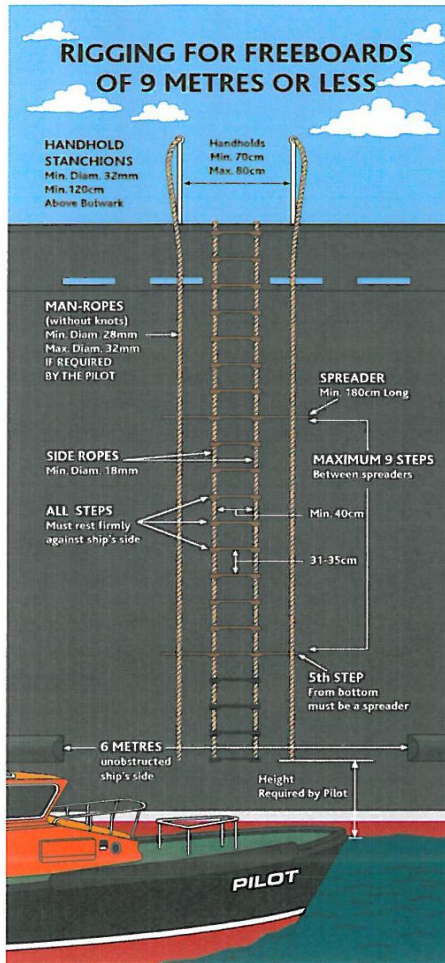 RIGGING FOR FREEBOARDS
OF 9 METRES OR LESS
HANDHOLD
STANCHIONS
Min. Diam. 32mm
Min. 120cm
Above Bulwark
Handholds
Min. 70cm
Max. 80cm
MAN-ROPES
(without knots)
Min. Diam. 28mm
Max. Diam. 32mm
IF REQUIRED
BY THE PILOT
SPREADER
Min. 180cm Long
SIDE ROPES
Min. Diam. 18mm
MAXIMUM 9 STEPS
Between spreaders
ALL STEPS
Must rest firmly
against ship's side
Min. 40cm
31-35cm
5th STEP
From bottom
must be a spreader
6 METRES
unobstructed
ship's side
Height
Required by Pilot
PILOT